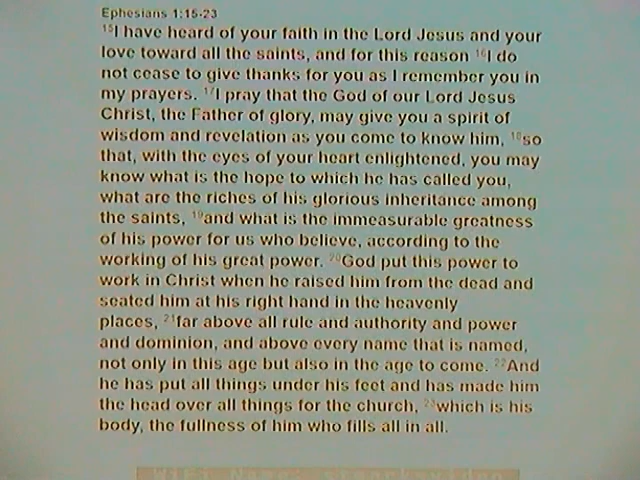 Ephesians 1:15-23
15I have heard of your faith in the Lord Jesus and your
love toward all the saints, and for this reason 16I do
not cease to give thanks for you as I remember you in
my prayers. 17I pray that the God of our Lord Jesus
Christ, the Father of glory, may give you a spirit of
wisdom and revelation as you come to know him, 18so
that, with the eyes of your heart enlightened, you may
know what is the hope to which he has called you,
what are the riches of his glorious inheritance among
the saints, 19and what is the immeasurable greatness
of his power for us who believe, according to the
working of his great power. 20God put this power to
work in Christ when he raised him from the dead and
seated him at his right hand in the heavenly
places, 21far above all rule and authority and power
and dominion, and above every name that is named,
not only in this age but also in the age to come. 22And
he has put all things under his feet and has made him
the head over all things for the church, 23which is his
body, the fullness of him who fills all in all.